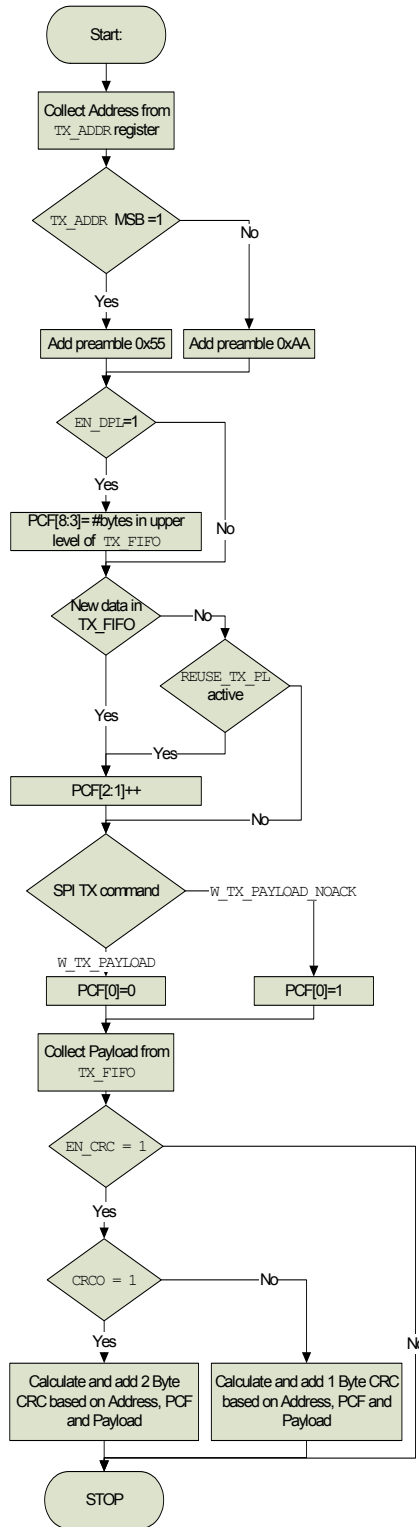 Start:
Collect Address from
TX_ADDR register
TX_ADDR MSB =1
No
Yes
Add preamble 0x55
Add preamble 0xAA
EN_DPL=1
Yes
No
PCF[8:3]= #bytes in upper
level of TX_FIFO
New data in
TX_FIFO
No
REUSE_TX_PL
active
Yes
Yes
PCF[2:1]++
No
SPI TX command
W_TX_PAYLOAD_NOACK
W_TX_PAYLOAD
PCF[0]=0
PCF[0]=1
Collect Payload from
TX_FIFO
EN_CRC = 1
Yes
CRCO = 1
No
Yes
No
Calculate and add 2 Byte
CRC based on Address, PCF
and Payload
Calculate and add 1 Byte CRC
based on Address, PCF and
Payload
STOP